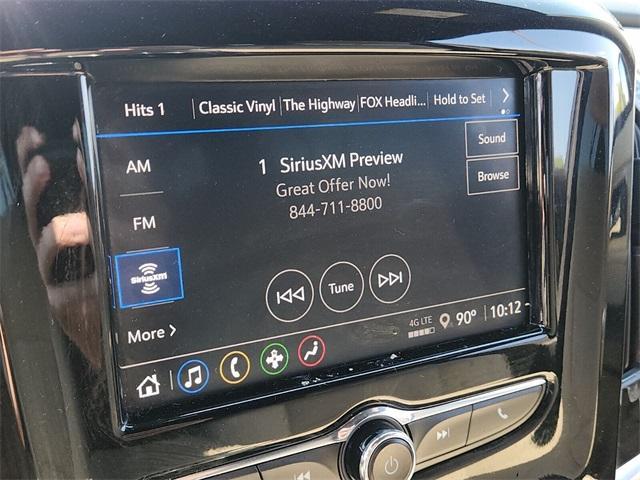 Hits 1 Classic Vinyl The Highway FOX Headli... Hold to Set
AM
1 SiriusXM Preview
Sound
Great Offer Now!
Browse
FM
844-711-8800
SiriusXM
Tune
More
4G LTE 90° 10:12